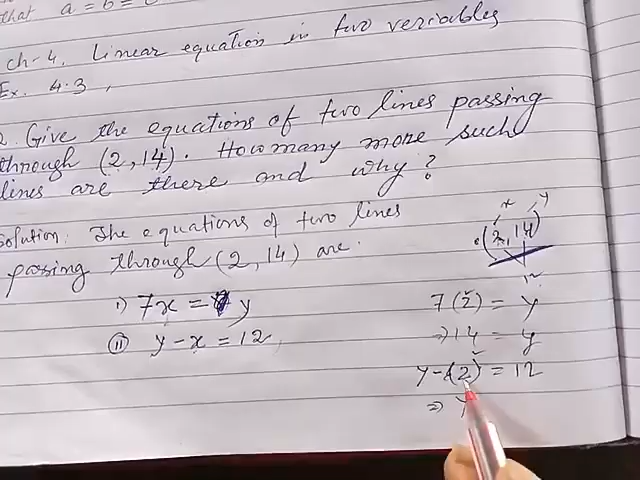 that a = b =
ch-4. Linear equation in two veriables
Ex. 4.3,
2. Give the equations of two lines passing
through (2,14). How many more such
lines are there and why?
Solution: The equations of two lines
passing through (2,14) are.
i) 7x = y
ii) y-x = 12,
x y
(2,14)
12
7(2) = y
⇒ 14 = y
y-(2) = 12
⇒ y